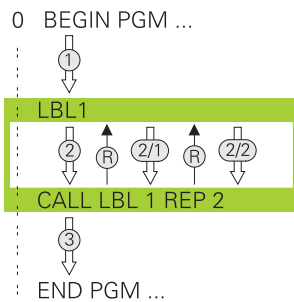 0 BEGIN PGM ...
1
LBL1
2 R 2/1 R 2/2
CALL LBL 1 REP 2
3
END PGM ...